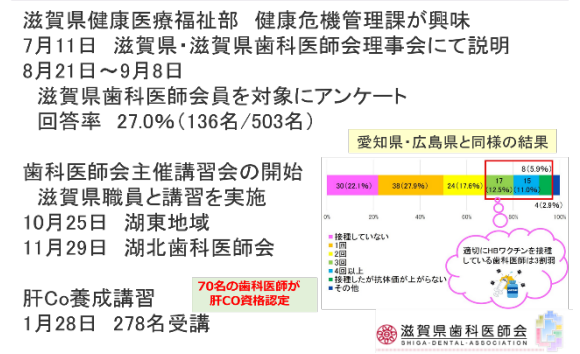 滋賀県健康医療福祉部　健康危機管理課が興味
7月11日　滋賀県・滋賀県歯科医師会理事会にて説明
8月21日～9月8日
滋賀県歯科医師会員を対象にアンケート
回答率　27.0%（136名/503名）
愛知県・広島県と同様の結果
8(5.9%)
30(22.1%)
38(27.9%)
24(17.6%)
17
(12.5%)
15
(11.0%)
4(2.9%)
0%
20%
40%
60%
80%
100%
接種していない
1回
2回
3回
4回以上
接種したが抗体価が上がらない
その他
適切にHBワクチンを接種
している歯科医師は3割弱
歯科医師会主催講習会の開始
滋賀県職員と講習を実施
10月25日　湖東地域
11月29日　湖北歯科医師会
肝Co養成講習
1月28日　278名受講
70名の歯科医師が
肝CO資格認定
滋賀県歯科医師会
SHIGA-DENTAL-ASSOCIATION